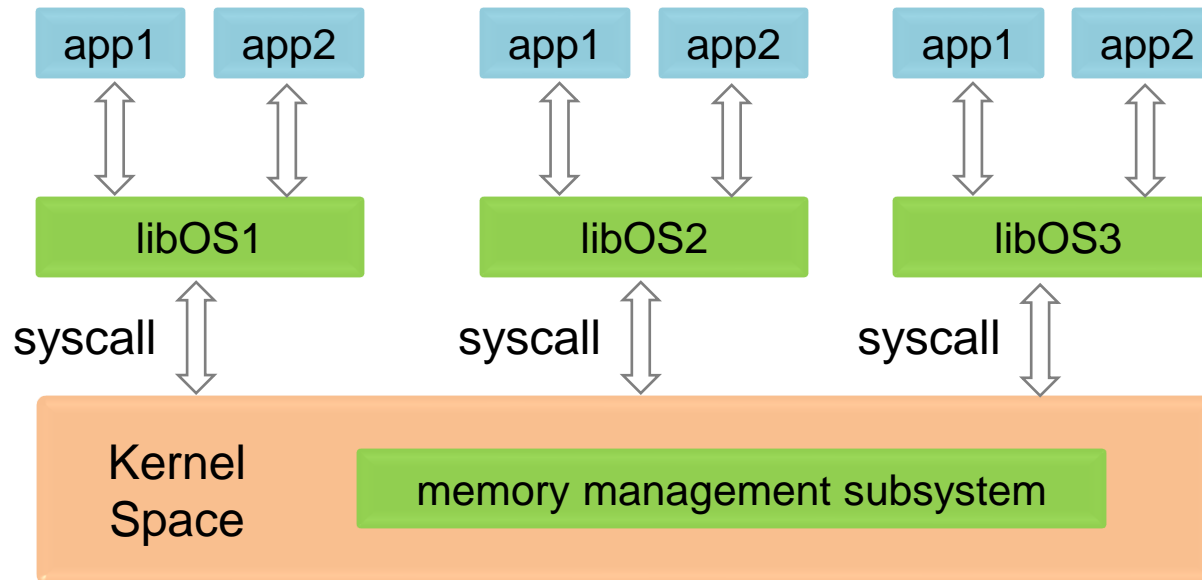 app1 app2 app1 app2 app1 app2
libOS1 libOS2 libOS3
syscall syscall syscall
Kernel
Space
memory management subsystem